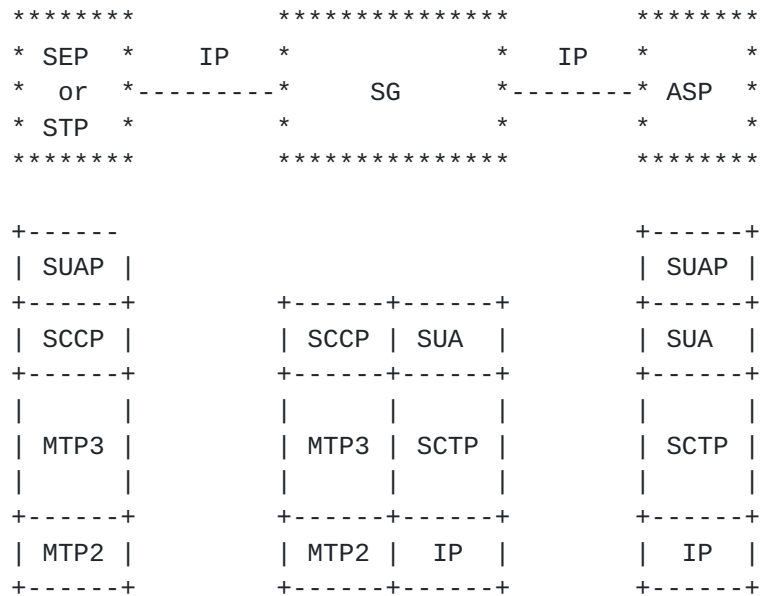 ********         ***************        ********
* SEP  *    IP   *             *   IP   *      *
*  or  *---------*     SG      *--------* ASP  *
* STP  *         *             *        *      *
********         ***************        ********

+------                                 +------+
| SUAP |                                | SUAP |
+------+         +------+------+        +------+
| SCCP |         | SCCP | SUA  |        | SUA  |
+------+         +------+------+        +------+
|      |         |      |      |        |      |
| MTP3 |         | MTP3 | SCTP |        | SCTP |
|      |         |      |      |        |      |
+------+         +------+------+        +------+
| MTP2 |         | MTP2 |  IP  |        |  IP  |
+------+         +------+------+        +------+